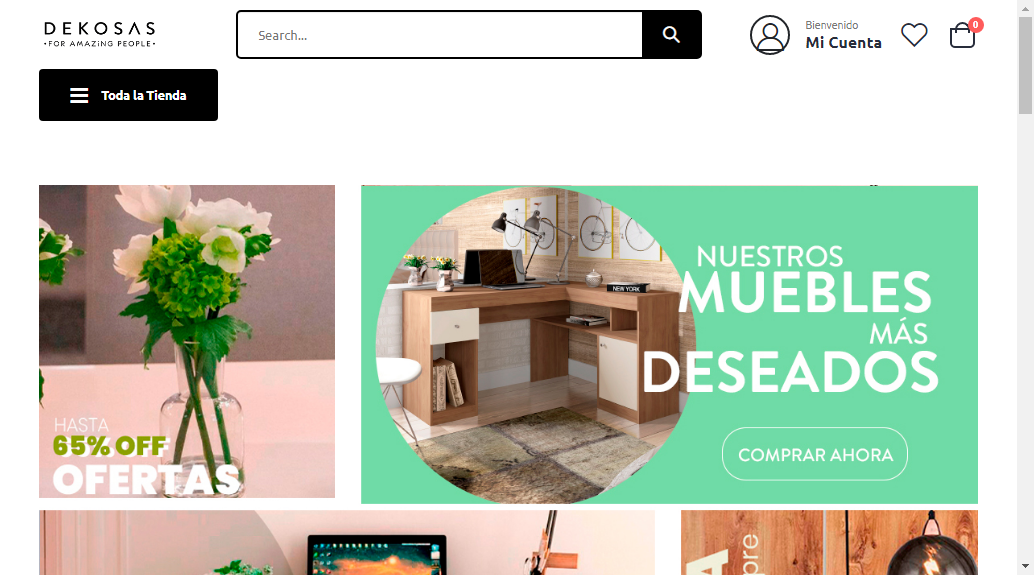 DEKOSAS
•FOR AMAZING PEOPLE•
Search...
Bienvenido
Mi Cuenta
0
Toda la Tienda
HASTA
65% OFF
OFERTAS
NEW YORK
NUESTROS
MUEBLES
MÁS
DESEADOS
COMPRAR AHORA